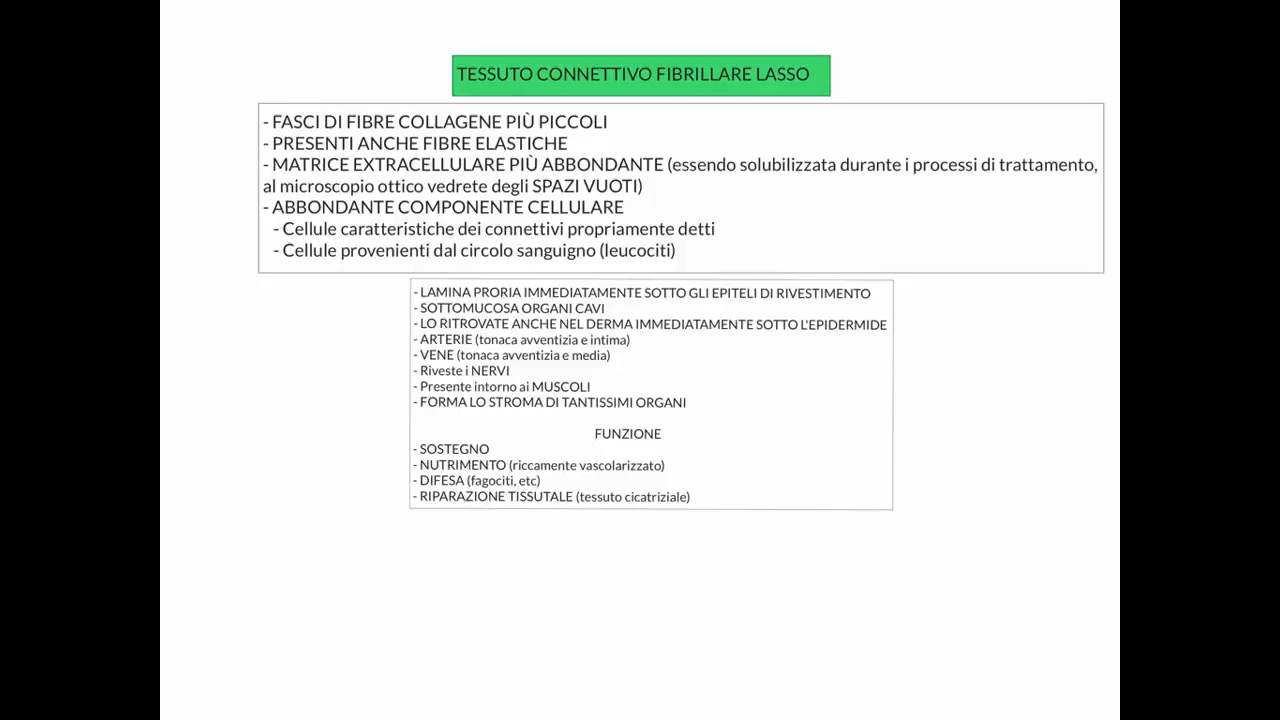 TESSUTO CONNETTIVO FIBRILLARE LASSO
- FASCI DI FIBRE COLLAGENE PIÙ PICCOLI
- PRESENTI ANCHE FIBRE ELASTICHE
- MATRICE EXTRACELLULARE PIÙ ABBONDANTE (essendo solubilizzata durante i processi di trattamento,
al microscopio ottico vedrete degli SPAZI VUOTI)
- ABBONDANTE COMPONENTE CELLULARE
- Cellule caratteristiche dei connettivi propriamente detti
- Cellule provenienti dal circolo sanguigno (leucociti)
- LAMINA PRORIA IMMEDIATAMENTE SOTTO GLI EPITELI DI RIVESTIMENTO
- SOTTOMUCOSA ORGANI CAVI
- LO RITROVATE ANCHE NEL DERMA IMMEDIATAMENTE SOTTO L'EPIDERMIDE
- ARTERIE (tonaca avventizia e intima)
- VENE (tonaca avventizia e media)
- Riveste i NERVI
- Presente intorno ai MUSCOLI
- FORMA LO STROMA DI TANTISSIMI ORGANI
FUNZIONE
- SOSTEGNO
- NUTRIMENTO (riccamente vascolarizzato)
- DIFESA (fagociti, etc)
- RIPARAZIONE TISSUTALE (tessuto cicatriziale)